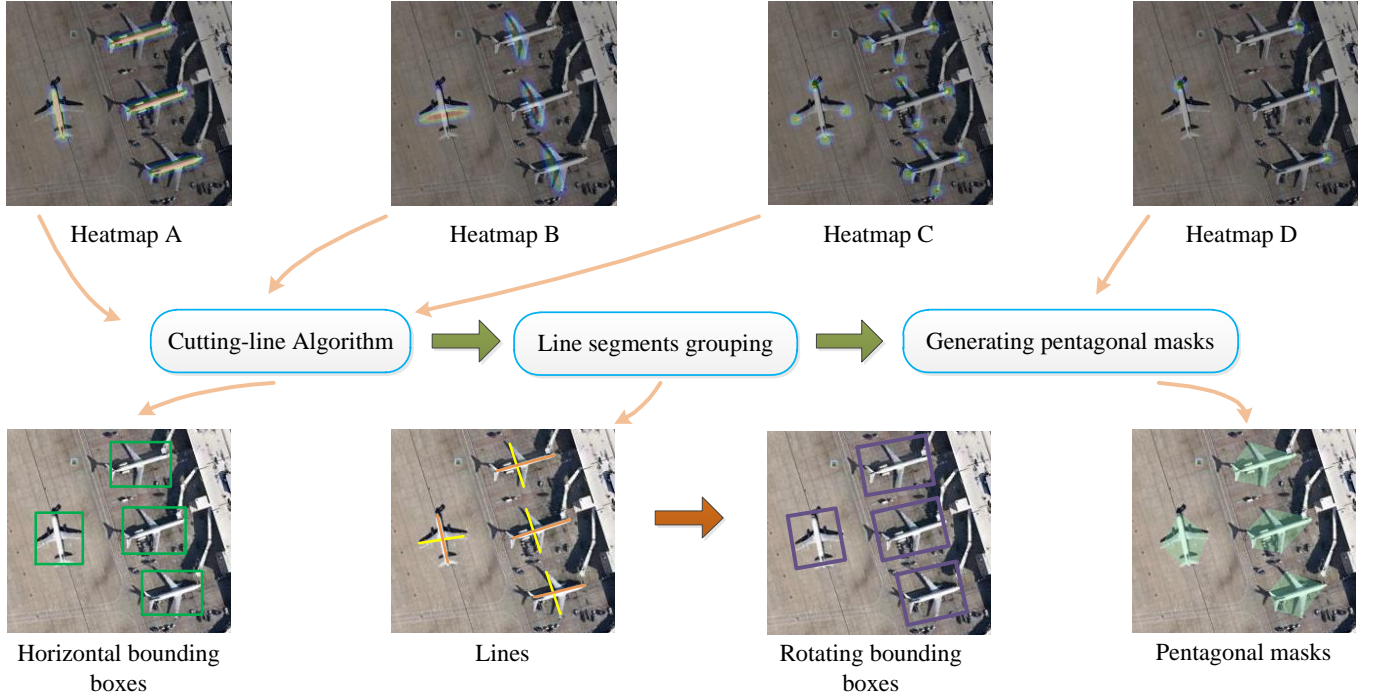 Heatmap A
Heatmap B
Heatmap C
Heatmap D
Cutting-line Algorithm
Line segments grouping
Generating pentagonal masks
Horizontal bounding
boxes
Lines
Rotating bounding
boxes
Pentagonal masks